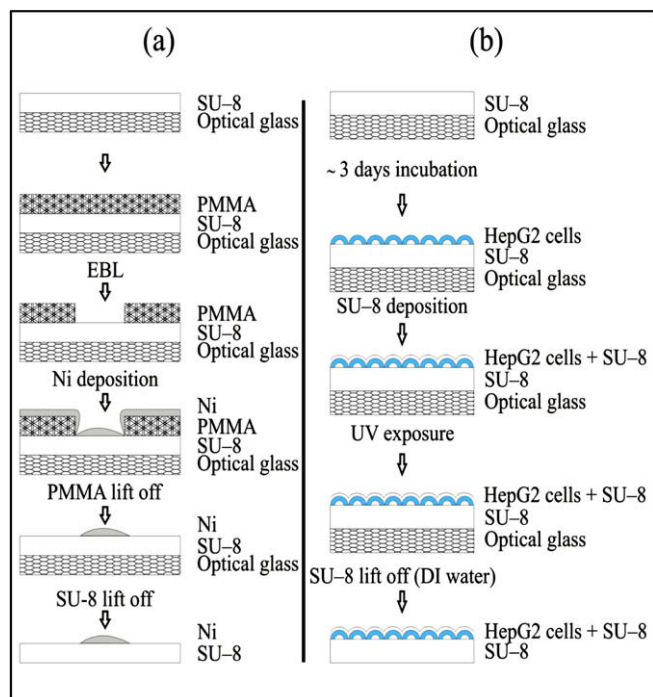 (a)
SU–8
Optical glass
PMMA
SU–8
Optical glass
EBL
PMMA
SU–8
Optical glass
Ni deposition
Ni
PMMA
SU–8
Optical glass
PMMA lift off
Ni
SU–8
Optical glass
SU-8 lift off
Ni
SU–8
(b)
SU–8
Optical glass
~ 3 days incubation
HepG2 cells
SU–8
Optical glass
SU–8 deposition
HepG2 cells + SU–8
SU–8
Optical glass
UV exposure
HepG2 cells + SU–8
SU–8
Optical glass
SU–8 lift off (DI water)
HepG2 cells + SU–8
SU–8